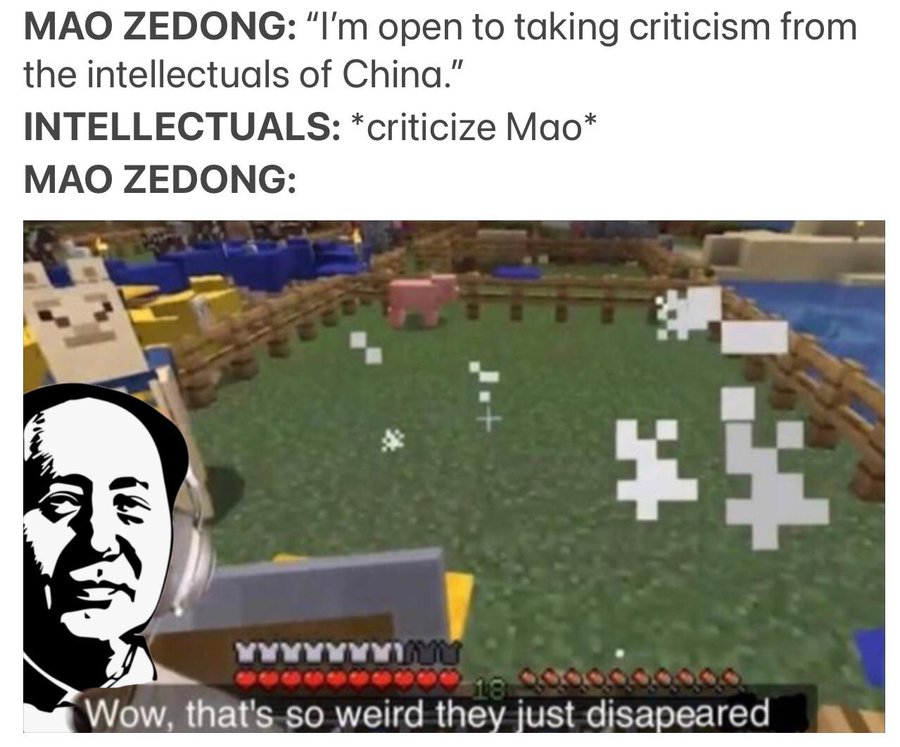 MAO ZEDONG: “I’m open to taking criticism from
the intellectuals of China.”
INTELLECTUALS: *criticize Mao*
MAO ZEDONG:
18
Wow, that's so weird they just disapeared